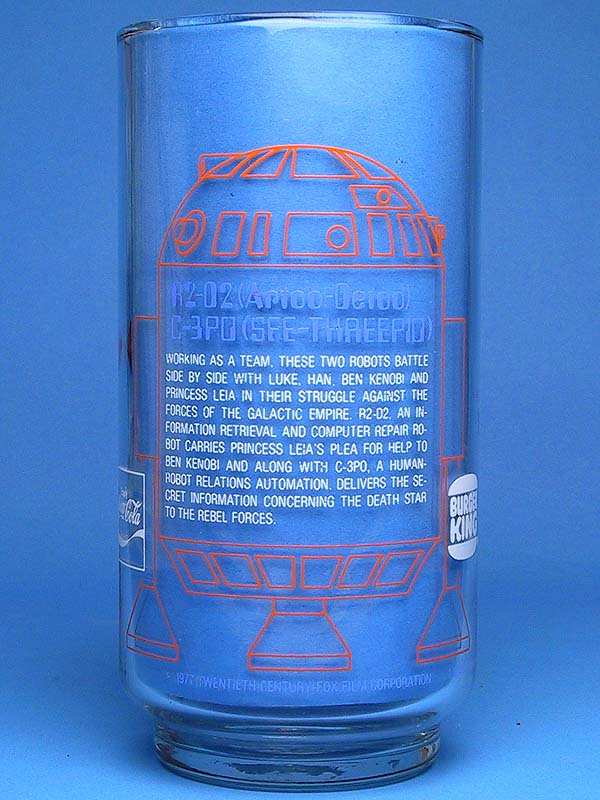 R2-D2 (Artoo-Detoo)
C-3PO (SEE-THREEPIO)
WORKING AS A TEAM, THESE TWO ROBOTS BATTLE
SIDE BY SIDE WITH LUKE, HAN, BEN KENOBI AND
PRINCESS LEIA IN THEIR STRUGGLE AGAINST THE
FORCES OF THE GALACTIC EMPIRE. R2-D2, AN IN-
FORMATION RETRIEVAL AND COMPUTER REPAIR RO-
BOT CARRIES PRINCESS LEIA'S PLEA FOR HELP TO
BEN KENOBI AND ALONG WITH C-3PO, A HUMAN-
ROBOT RELATIONS AUTOMATION, DELIVERS THE SE-
CRET INFORMATION CONCERNING THE DEATH STAR
TO THE REBEL FORCES.
Cola
BURGER
KING
© 1977 TWENTIETH CENTURY-FOX FILM CORPORATION